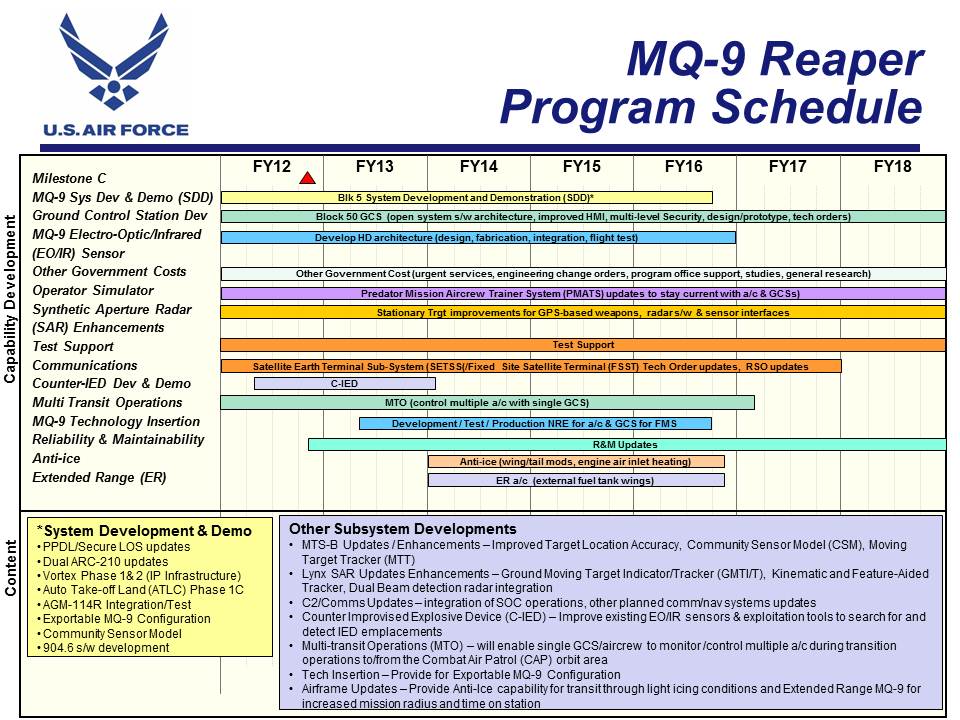 U.S. AIR FORCE
MQ-9 Reaper
Program Schedule
FY12 FY13 FY14 FY15 FY16 FY17 FY18
Capability Development
Milestone C
MQ-9 Sys Dev & Demo (SDD)
Blk 5 System Development and Demonstration (SDD)*
Ground Control Station Dev
Block 50 GCS (open system s/w architecture, improved HMI, multi-level Security, design/prototype, tech orders)
MQ-9 Electro-Optic/Infrared
(EO/IR) Sensor
Develop HD architecture (design, fabrication, integration, flight test)
Other Government Costs
Other Government Cost (urgent services, engineering change orders, program office support, studies, general research)
Operator Simulator
Predator Mission Aircrew Trainer System (PMATS) updates to stay current with a/c & GCSs)
Synthetic Aperture Radar
(SAR) Enhancements
Stationary Trgt improvements for GPS-based weapons, radar s/w & sensor interfaces
Test Support
Test Support
Communications
Satellite Earth Terminal Sub-System (SETSS(/Fixed Site Satellite Terminal (FSST) Tech Order updates, RSO updates
Counter-IED Dev & Demo
C-IED
Multi Transit Operations
MTO (control multiple a/c with single GCS)
MQ-9 Technology Insertion
Development / Test / Production NRE for a/c & GCS for FMS
Reliability & Maintainability
R&M Updates
Anti-ice
Anti-ice (wing/tail mods, engine air inlet heating)
Extended Range (ER)
ER a/c (external fuel tank wings)
Content
*System Development & Demo
• PPDL/Secure LOS updates
• Dual ARC-210 updates
• Vortex Phase 1& 2 (IP Infrastructure)
• Auto Take-off Land (ATLC) Phase 1C
• AGM-114R Integration/Test
• Exportable MQ-9 Configuration
• Community Sensor Model
• 904.6 s/w development
Other Subsystem Developments
• MTS-B Updates / Enhancements – Improved Target Location Accuracy, Community Sensor Model (CSM), Moving
Target Tracker (MTT)
• Lynx SAR Updates Enhancements – Ground Moving Target Indicator/Tracker (GMTI/T), Kinematic and Feature-Aided
Tracker, Dual Beam detection radar integration
• C2/Comms Updates – integration of SOC operations, other planned comm/nav systems updates
• Counter Improvised Explosive Device (C-IED) – Improve existing EO/IR sensors & exploitation tools to search for and
detect IED emplacements
• Multi-transit Operations (MTO) – will enable single GCS/aircrew to monitor /control multiple a/c during transition
operations to/from the Combat Air Patrol (CAP) orbit area
• Tech Insertion – Provide for Exportable MQ-9 Configuration
• Airframe Updates – Provide Anti-Ice capability for transit through light icing conditions and Extended Range MQ-9 for
increased mission radius and time on station